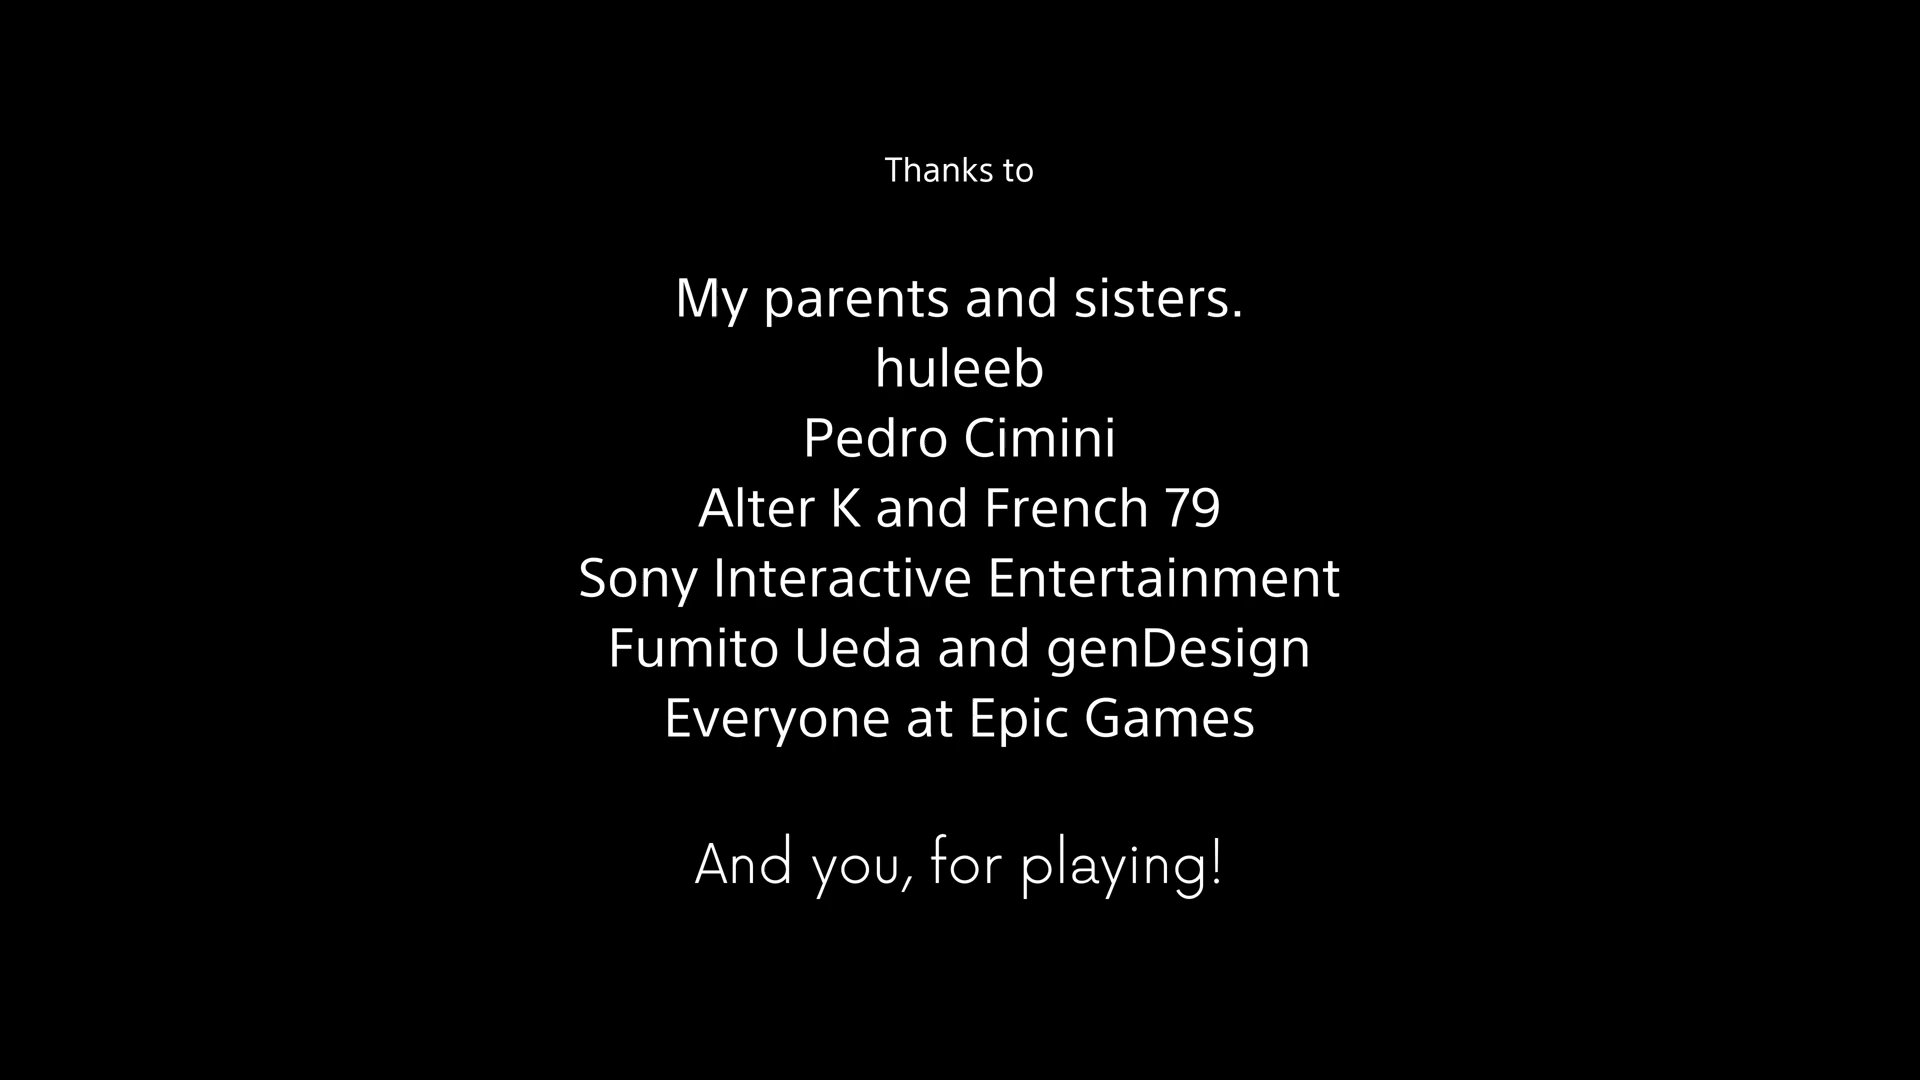 Thanks to
My parents and sisters.
huleeb
Pedro Cimini
Alter K and French 79
Sony Interactive Entertainment
Fumito Ueda and genDesign
Everyone at Epic Games
And you, for playing!